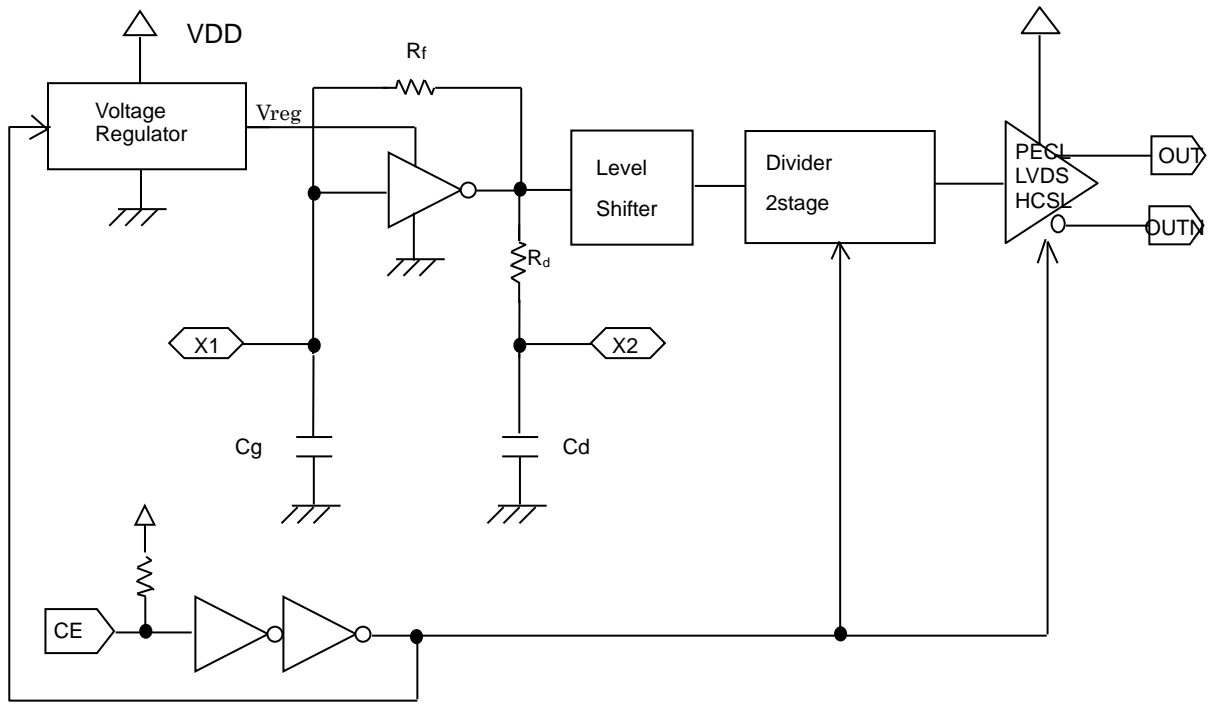 VDD
Rf
Voltage
Regulator
Vreg
Level
Shifter
Divider
2stage
PECL
LVDS
HCSL
OUT
OUTN
Rd
X1
X2
Cg
Cd
CE